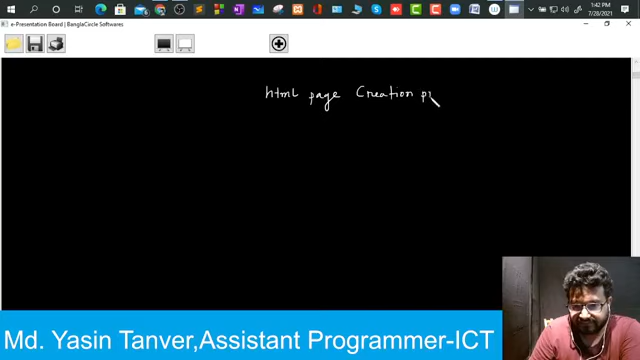 1:42 PM
7/28/2021
e-Presentation Board | BanglaCircle Softwares
html page Creation pr
Md. Yasin Tanver,Assistant Programmer-ICT